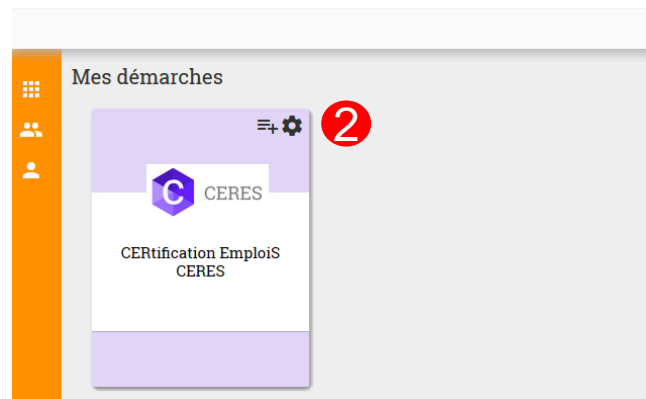 Mes démarches
2
C CERES
CERtification EmploiS
CERES